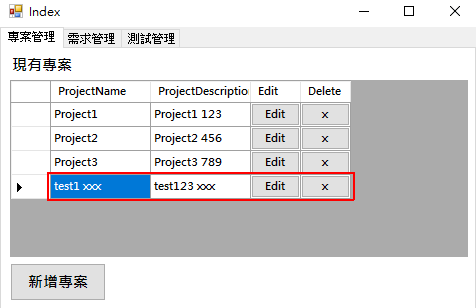 Index
專案管理 需求管理 測試管理
現有專案
ProjectName ProjectDescription Edit Delete
Project1 Project1 123 Edit x
Project2 Project2 456 Edit x
Project3 Project3 789 Edit x
test1 xxx test123 xxx Edit x
新增專案